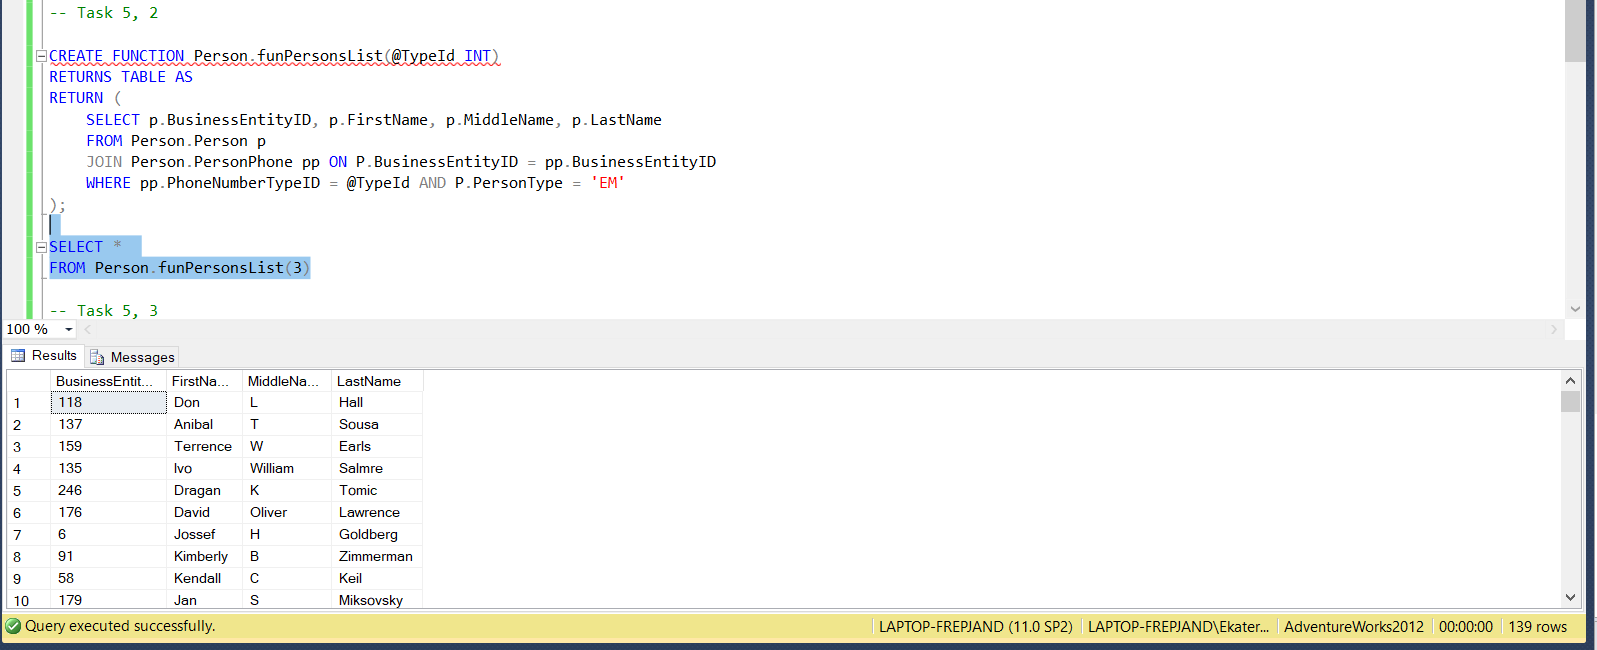 -- Task 5, 2
CREATE FUNCTION Person.funPersonsList(@TypeId INT)
RETURNS TABLE AS
RETURN (
SELECT p.BusinessEntityID, p.FirstName, p.MiddleName, p.LastName
FROM Person.Person p
JOIN Person.PersonPhone pp ON P.BusinessEntityID = pp.BusinessEntityID
WHERE pp.PhoneNumberTypeID = @TypeId AND P.PersonType = 'EM'
);
SELECT *
FROM Person.funPersonsList(3)
-- Task 5, 3
100 %
Results Messages
BusinessEntit... FirstNa... MiddleNa... LastName
1 118 Don L Hall
2 137 Anibal T Sousa
3 159 Terrence W Earls
4 135 Ivo William Salmre
5 246 Dragan K Tomic
6 176 David Oliver Lawrence
7 6 Jossef H Goldberg
8 91 Kimberly B Zimmerman
9 58 Kendall C Keil
10 179 Jan S Miksovsky
Query executed successfully. LAPTOP-FREPJAND (11.0 SP2) LAPTOP-FREPJAND\Ekater... AdventureWorks2012 00:00:00 139 rows